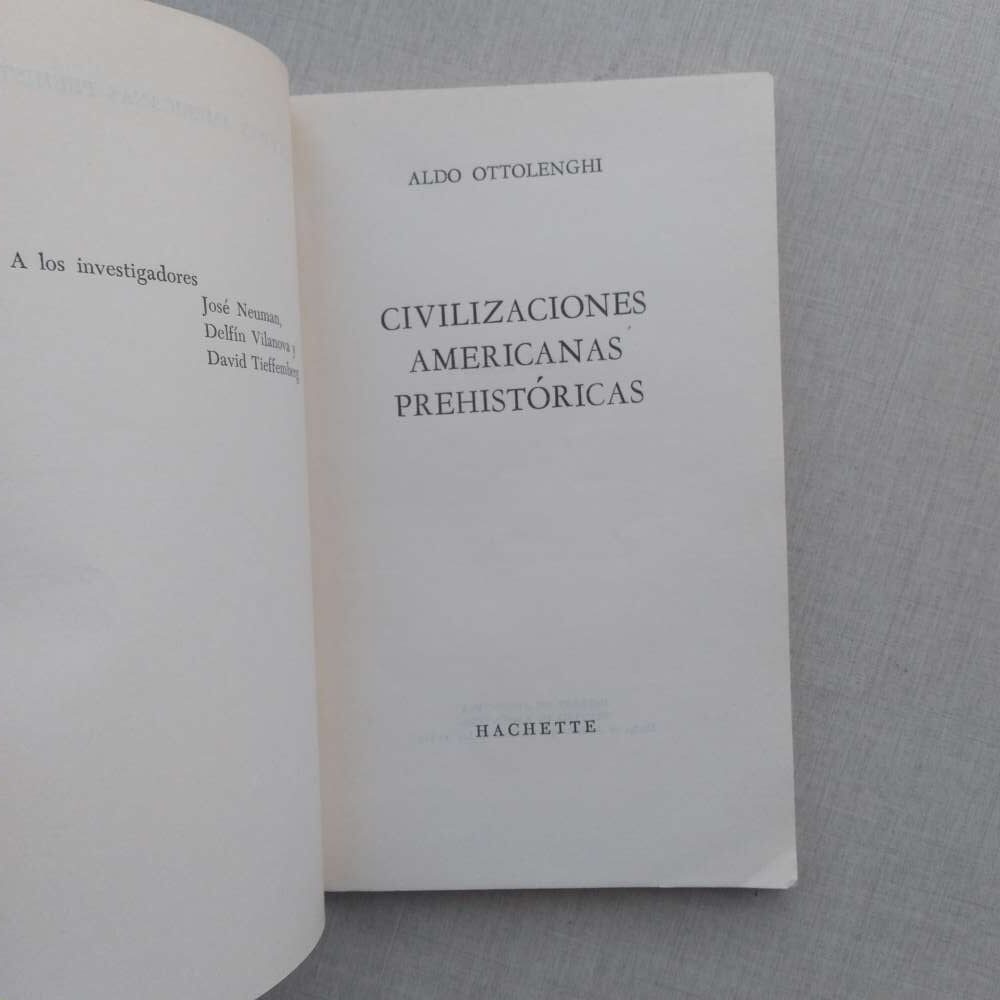 A los investigadores
José Neuman,
Delfín Vilanova y
David Tieffemberg
ALDO OTTOLENGHI
CIVILIZACIONES
AMERICANAS
PREHISTÓRICAS
HACHETTE